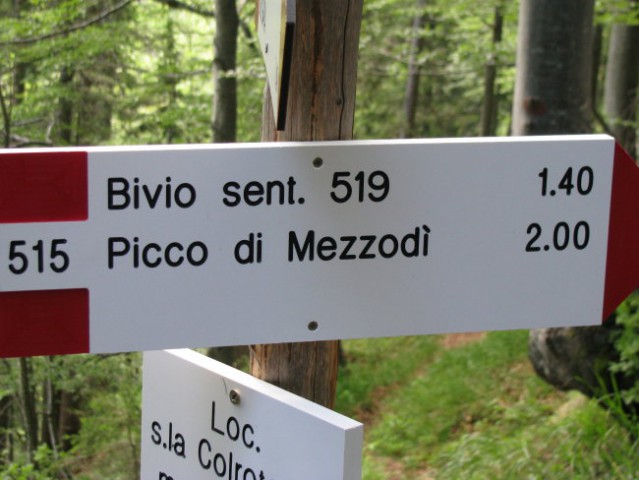 Bivio sent. 519 1.40
515 Picco di Mezzodì 2.00
Loc.
s.la